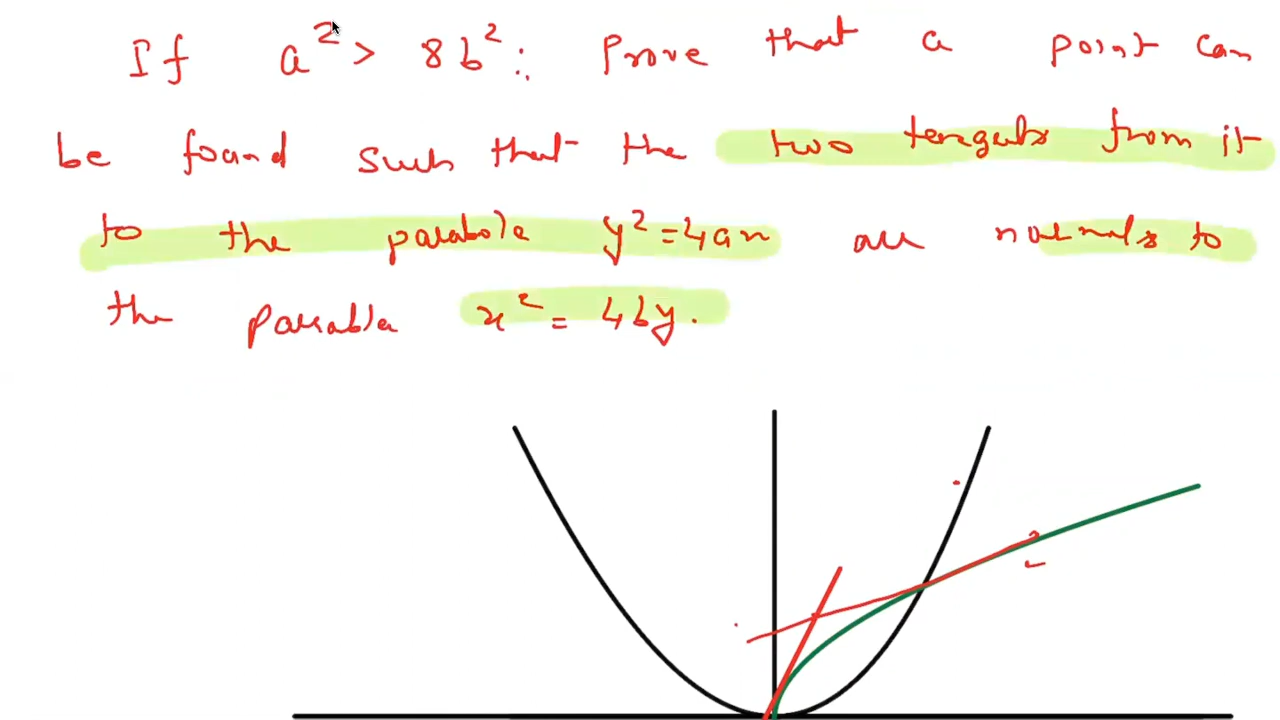 If a² > 8b²; Prove that a point can
be found such that the two tangents from it
to the parabola y² = 4ax are normals to
the parabola x² = 4by.